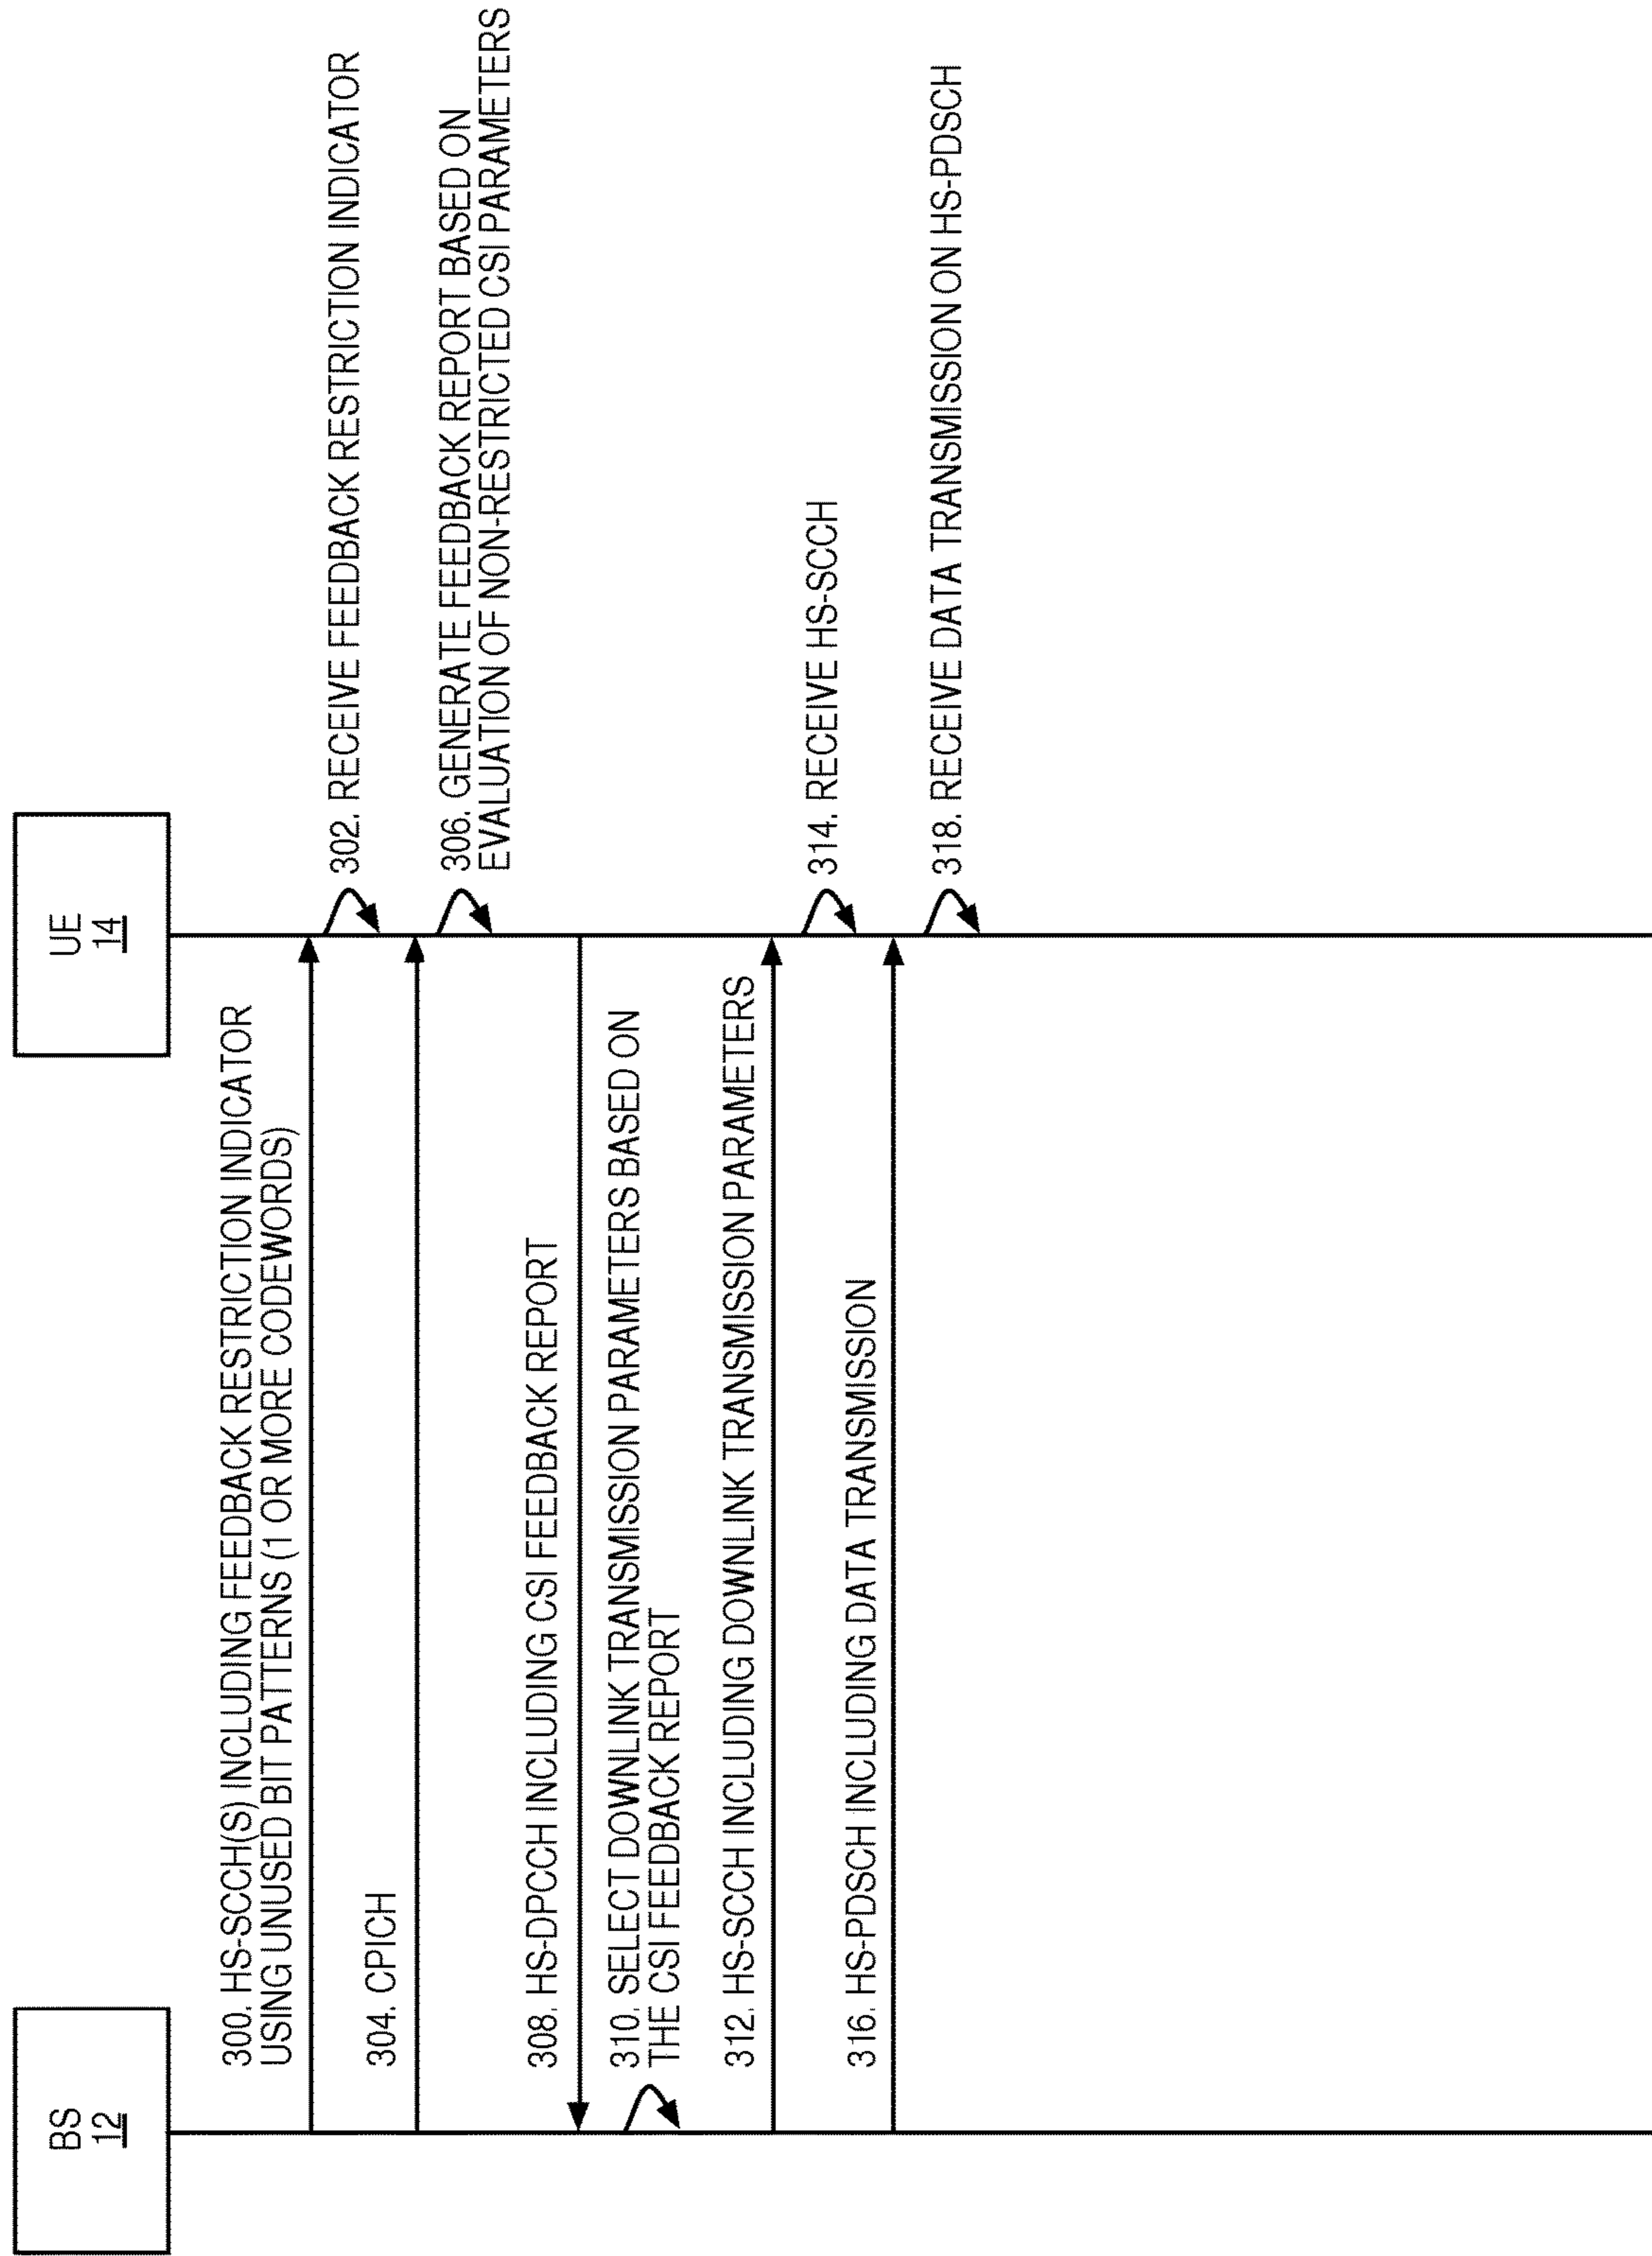 BS
12
UE
14
300. HS-SCCH(S) INCLUDING FEEDBACK RESTRICTION INDICATOR
USING UNUSED BIT PATTERNS (1 OR MORE CODEWORDS)
302. RECEIVE FEEDBACK RESTRICTION INDICATOR
304. CPICH
306. GENERATE FEEDBACK REPORT BASED ON
EVALUATION OF NON-RESTRICTED CSI PARAMETERS
308. HS-DPCCH INCLUDING CSI FEEDBACK REPORT
310. SELECT DOWNLINK TRANSMISSION PARAMETERS BASED ON
THE CSI FEEDBACK REPORT
312. HS-SCCH INCLUDING DOWNLINK TRANSMISSION PARAMETERS
314. RECEIVE HS-SCCH
316. HS-PDSCH INCLUDING DATA TRANSMISSION
318. RECEIVE DATA TRANSMISSION ON HS-PDSCH